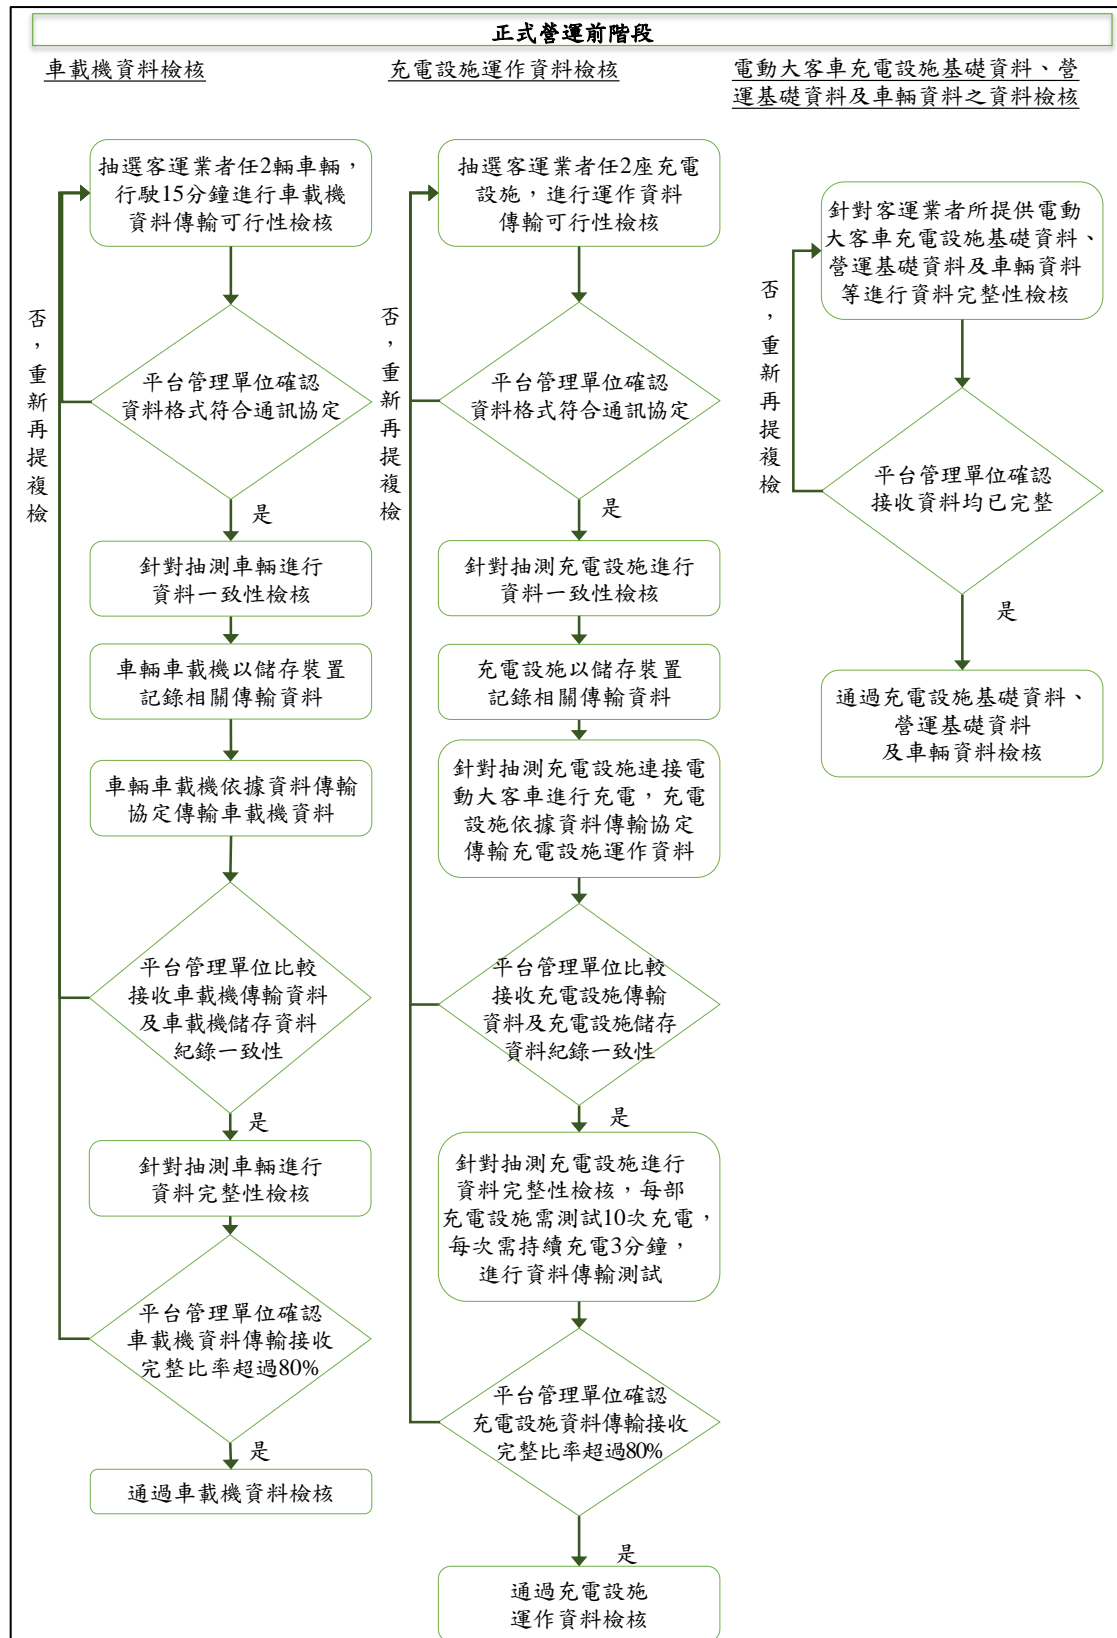 正式營運前階段
車載機資料檢核
抽選客運業者任2輛車輛，
行駛15分鐘進行車載機
資料傳輸可行性檢核
否，重新再提複檢
平台管理單位確認
資料格式符合通訊協定
是
針對抽測車輛進行
資料一致性檢核
車輛車載機以儲存裝置
記錄相關傳輸資料
車輛車載機依據資料傳輸
協定傳輸車載機資料
平台管理單位比較
接收車載機傳輸資料
及車載機儲存資料
紀錄一致性
是
針對抽測車輛進行
資料完整性檢核
平台管理單位確認
車載機資料傳輸接收
完整比率超過80%
是
通過車載機資料檢核
充電設施運作資料檢核
抽選客運業者任2座充電
設施，進行運作資料
傳輸可行性檢核
否，重新再提複檢
平台管理單位確認
資料格式符合通訊協定
是
針對抽測充電設施進行
資料一致性檢核
充電設施以儲存裝置
記錄相關傳輸資料
針對抽測充電設施連接電
動大客車進行充電，充電
設施依據資料傳輸協定
傳輸充電設施運作資料
平台管理單位比較
接收充電設施傳輸
資料及充電設施儲存
資料紀錄一致性
是
針對抽測充電設施進行
資料完整性檢核，每部
充電設施需測試10次充電，
每次需持續充電3分鐘，
進行資料傳輸測試
平台管理單位確認
充電設施資料傳輸接收
完整比率超過80%
是
通過充電設施
運作資料檢核
電動大客車充電設施基礎資料、營
運基礎資料及車輛資料之資料檢核
針對客運業者所提供電動
大客車充電設施基礎資料、
營運基礎資料及車輛資料
等進行資料完整性檢核
否，重新再提複檢
平台管理單位確認
接收資料均已完整
是
通過充電設施基礎資料、
營運基礎資料
及車輛資料檢核